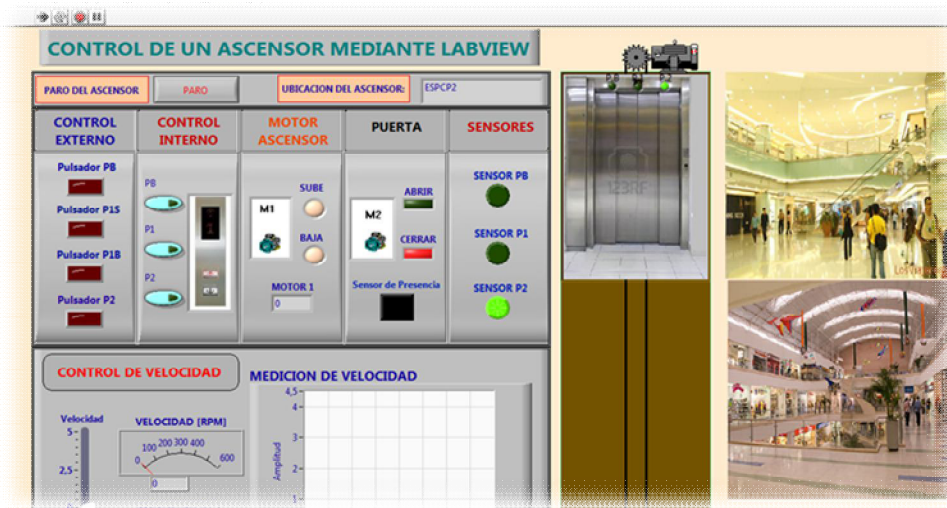 CONTROL DE UN ASCENSOR MEDIANTE LABVIEW
PARO DEL ASCENSOR
PARO
UBICACION DEL ASCENSOR:
ESPCP2
CONTROL
EXTERNO
CONTROL
INTERNO
MOTOR
ASCENSOR
PUERTA
SENSORES
Pulsador PB
Pulsador P1S
Pulsador P1B
Pulsador P2
PB
P1
P2
M1
SUBE
BAJA
MOTOR 1
0
M2
ABRIR
CERRAR
Sensor de Presencia
SENSOR PB
SENSOR P1
SENSOR P2
123RF
CONTROL DE VELOCIDAD
Velocidad
5-
2,5-
VELOCIDAD [RPM]
0
100
200
300
400
600
0
MEDICION DE VELOCIDAD
Amplitud
4,5-
4-
3-
2-
1